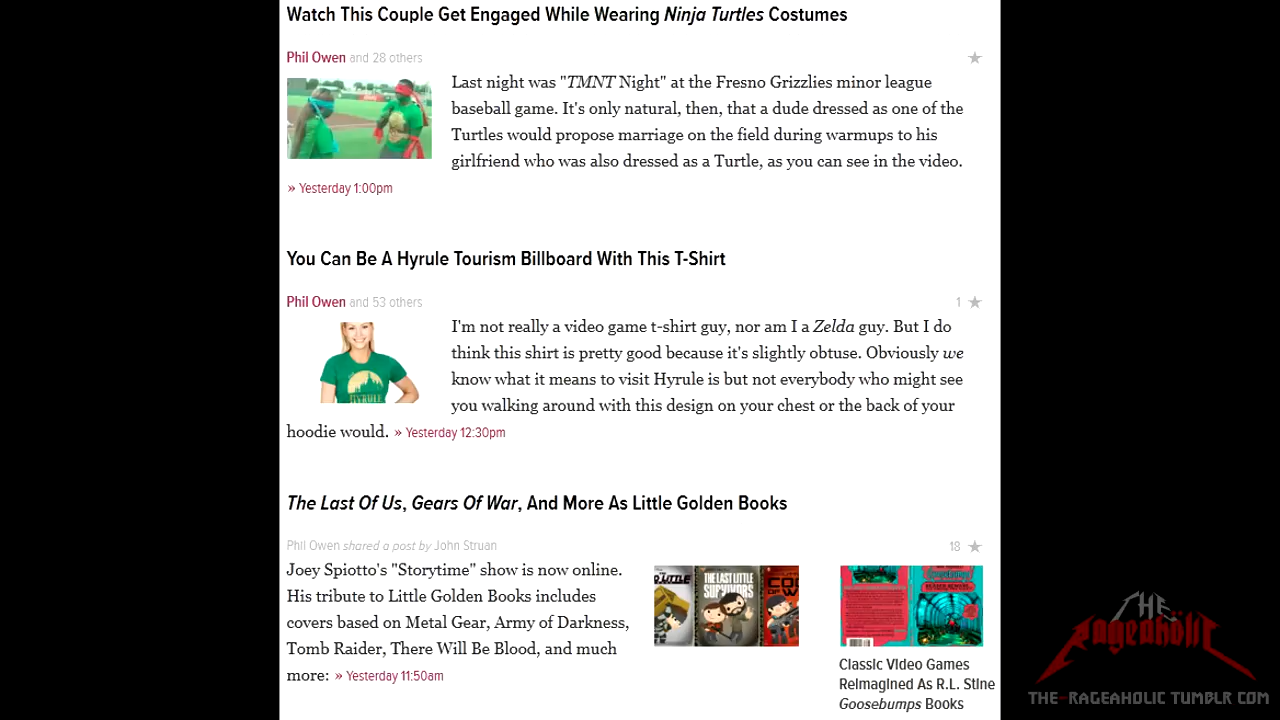 Watch This Couple Get Engaged While Wearing Ninja Turtles Costumes
Phil Owen and 28 others
Last night was "TMNT Night" at the Fresno Grizzlies minor league
baseball game. It's only natural, then, that a dude dressed as one of the
Turtles would propose marriage on the field during warmups to his
girlfriend who was also dressed as a Turtle, as you can see in the video.
» Yesterday 1:00pm
You Can Be A Hyrule Tourism Billboard With This T-Shirt
Phil Owen and 53 others
1 ★
I'm not really a video game t-shirt guy, nor am I a Zelda guy. But I do
think this shirt is pretty good because it's slightly obtuse. Obviously we
know what it means to visit Hyrule is but not everybody who might see
you walking around with this design on your chest or the back of your
hoodie would. » Yesterday 12:30pm
HYRULE
The Last Of Us, Gears Of War, And More As Little Golden Books
Phil Owen shared a post by John Struan
18 ★
Joey Spiotto's "Storytime" show is now online.
His tribute to Little Golden Books includes
covers based on Metal Gear, Army of Darkness,
Tomb Raider, There Will Be Blood, and much
more: » Yesterday 11:50am
THE LAST LITTLE
SURVIVORS
Classic Video Games
Reimagined As R.L. Stine
Goosebumps Books
THE
Rageaholic
THE-RAGEAHOLIC TUMBLR COM